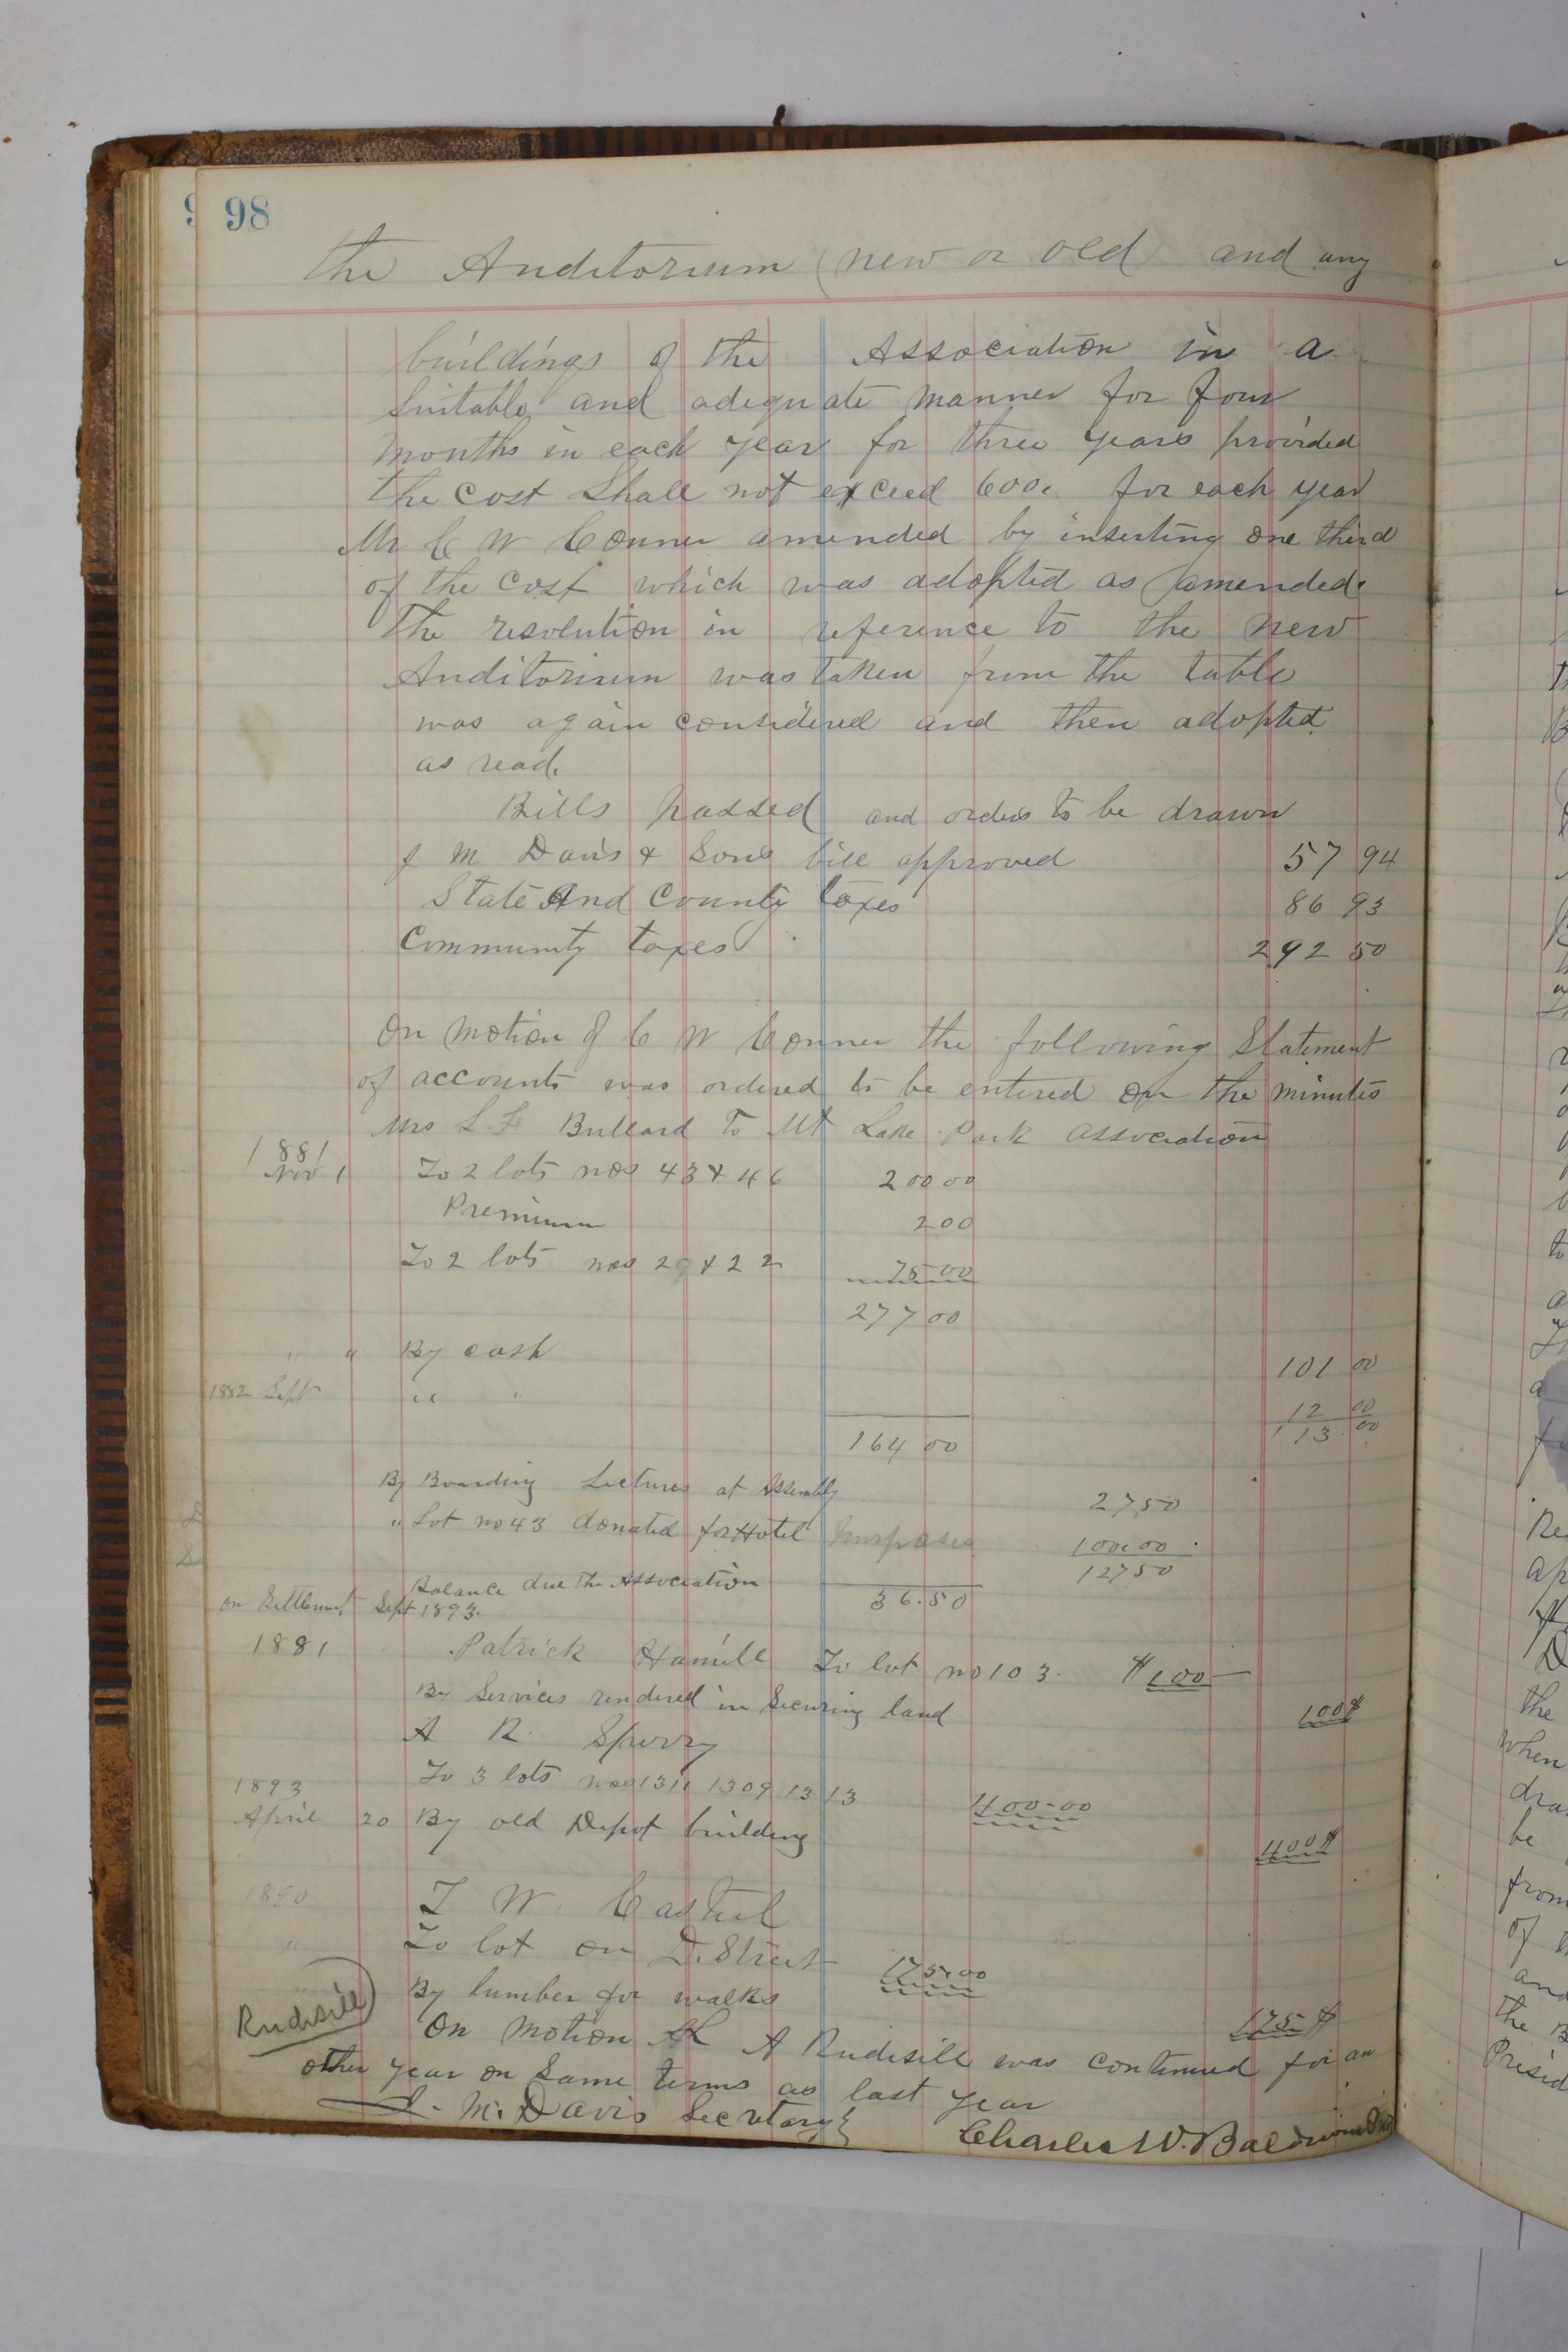 98
the Auditorium (new or old) and any
buildings of the Association in a
suitable and adequate manner for four
months in each year for three years provided
the cost shall not exceed 600. for each year
Mr C W Conner amended by inserting one third
of the cost which was adopted as amended.
The resolution in reference to the new
Auditorium was taken from the table
was again considered and then adopted
as read.
Bills passed and orders to be drawn
J M Davis & Sons bill approved 57 94
State And County taxes 86 93
Community taxes 292 50
On motion of C W Conner the following Statement
of accounts was ordered to be entered on the minutes
Mrs L F Bullard To Mt Lake Park Association
1881
Nov 1 To 2 lots nos 43 & 46 200 00
Premium 2 00
To 2 lots nos 29 & 22 75 00
277 00
" " By cash 101 00
1882 Sept " " 12 00
113 00
164 00
By Boarding Lectures at Assembly 27,50
" Lot no 43 donated for Hotel purposes 100.00
127 50
Balance due the Association 36.50
on Settlement Sept 1893.
1881 Patrick Hamill To lot no 103. $100
By Services rendered in Securing land 100$
A R. Sperry
To 3 lots nos 1311 1309 1313 400-00
1893
April 20 By old Depot building 400$
1890 T W. Casteel
" To lot on D. Street 175.00
By lumber for walks 175 $
Rudisill
On motion A Rudisill was continued for an
other year on same terms as last year
J. M. Davis Secretary
Charles W. Baldwin